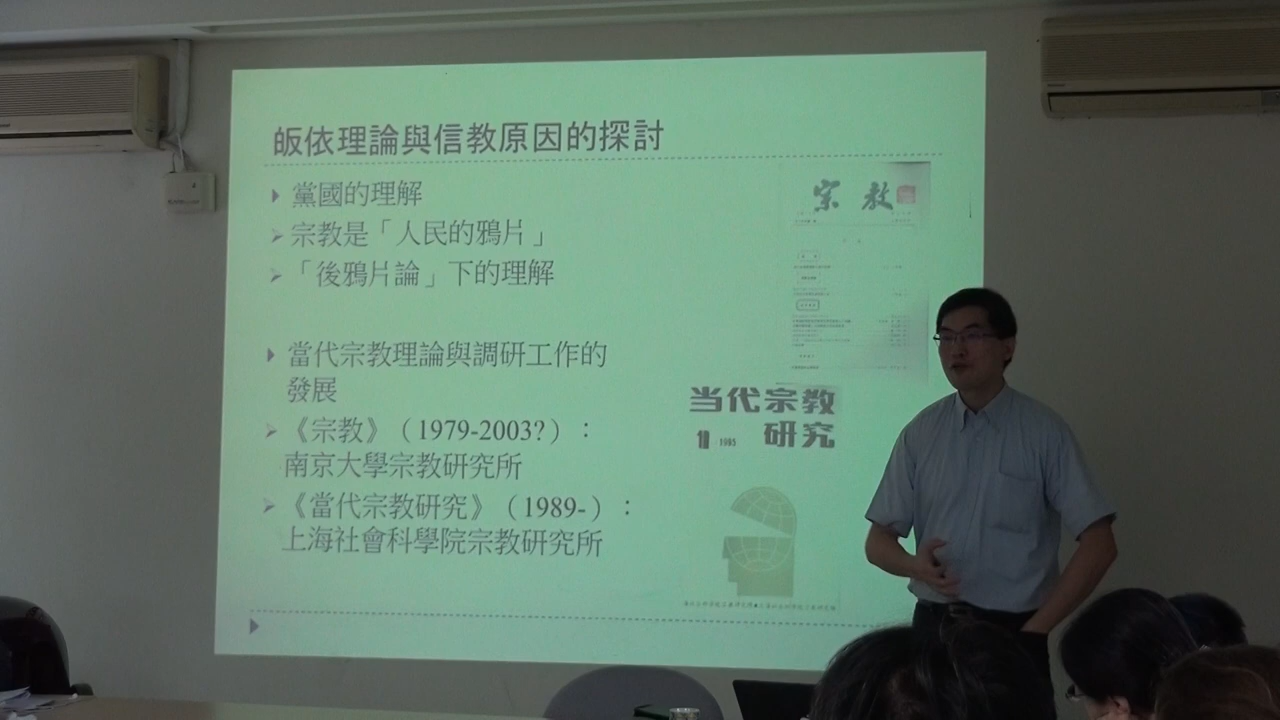 皈依理論與信教原因的探討
黨國的理解
宗教是「人民的鴉片」
「後鴉片論」下的理解
當代宗教理論與調研工作的
發展
《宗教》（1979-2003?）：
南京大學宗教研究所
《當代宗教研究》（1989-）：
上海社會科學院宗教研究所
宗教
当代宗教
研究
1995